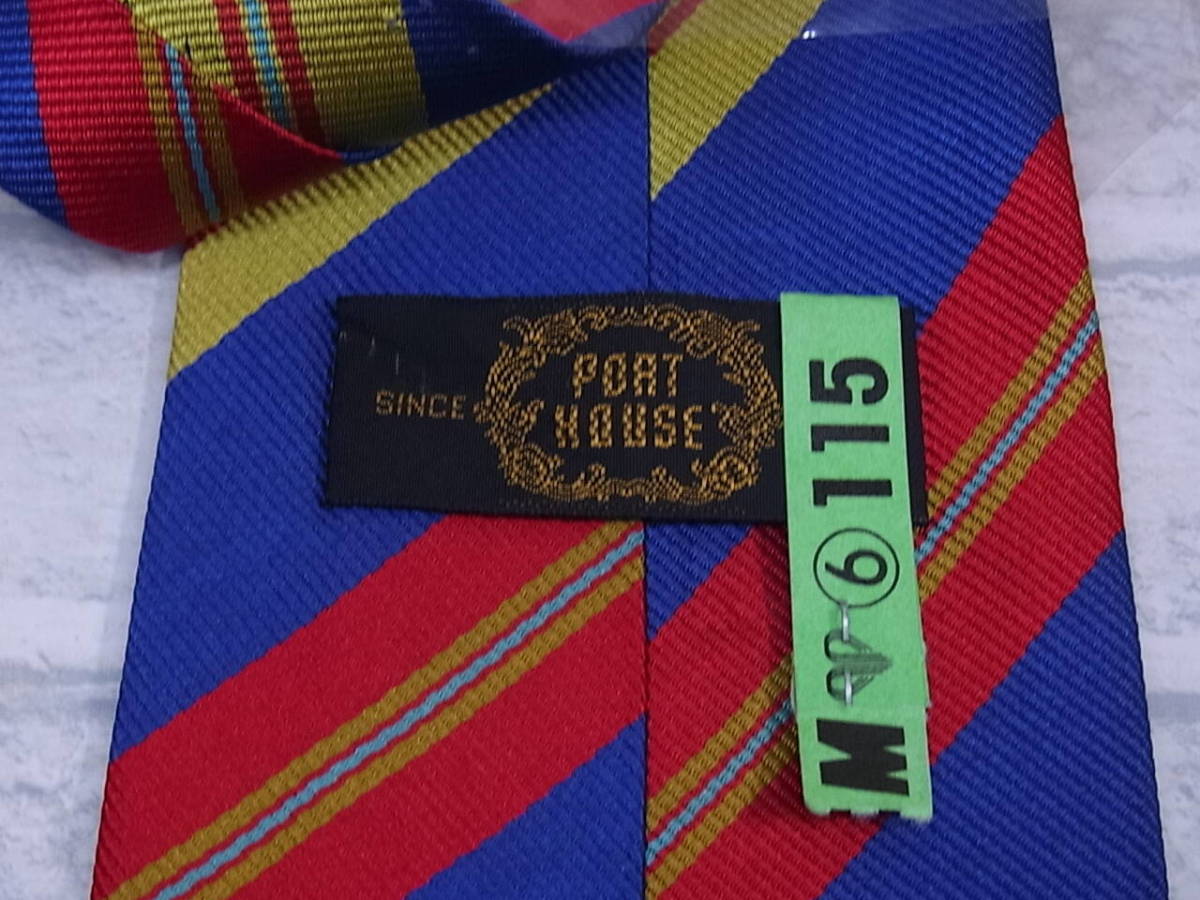 SINCE
PORT
HOUSE
M 6 115